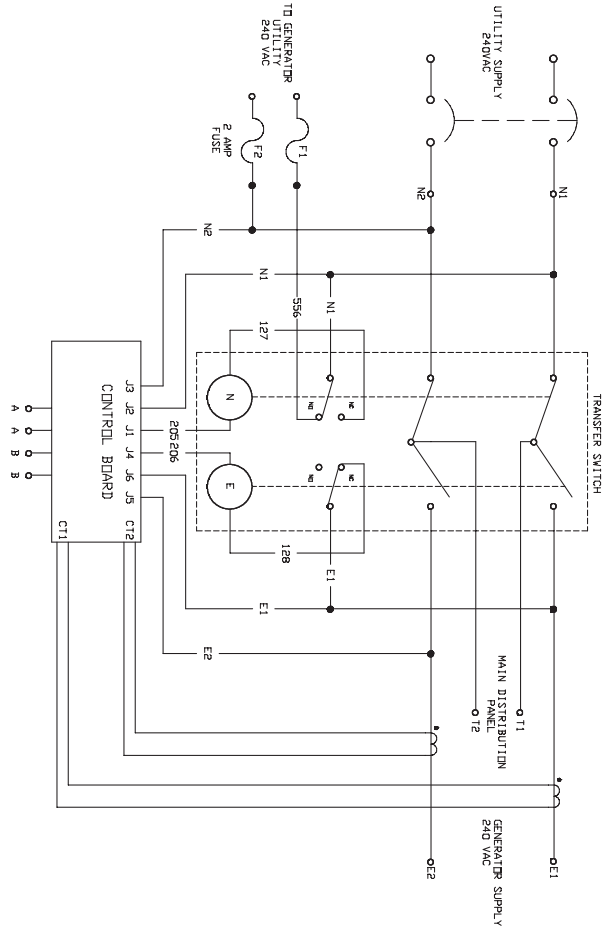 UTILITY SUPPLY
240VAC
TO GENERATOR
UTILITY
240 VAC
F1
F2
2 AMP
FUSE
N1
N2
N2
N1
N1
556
127
TRANSFER SWITCH
NC
NO
N
NC
NO
E
J3
J2
J1
J4
J6
J5
205
206
CONTROL BOARD
A
A
B
B
CT2
CT1
128
E1
E1
E2
MAIN DISTRIBUTION
PANEL
T1
T2
GENERATOR SUPPLY
240 VAC
E1
E2